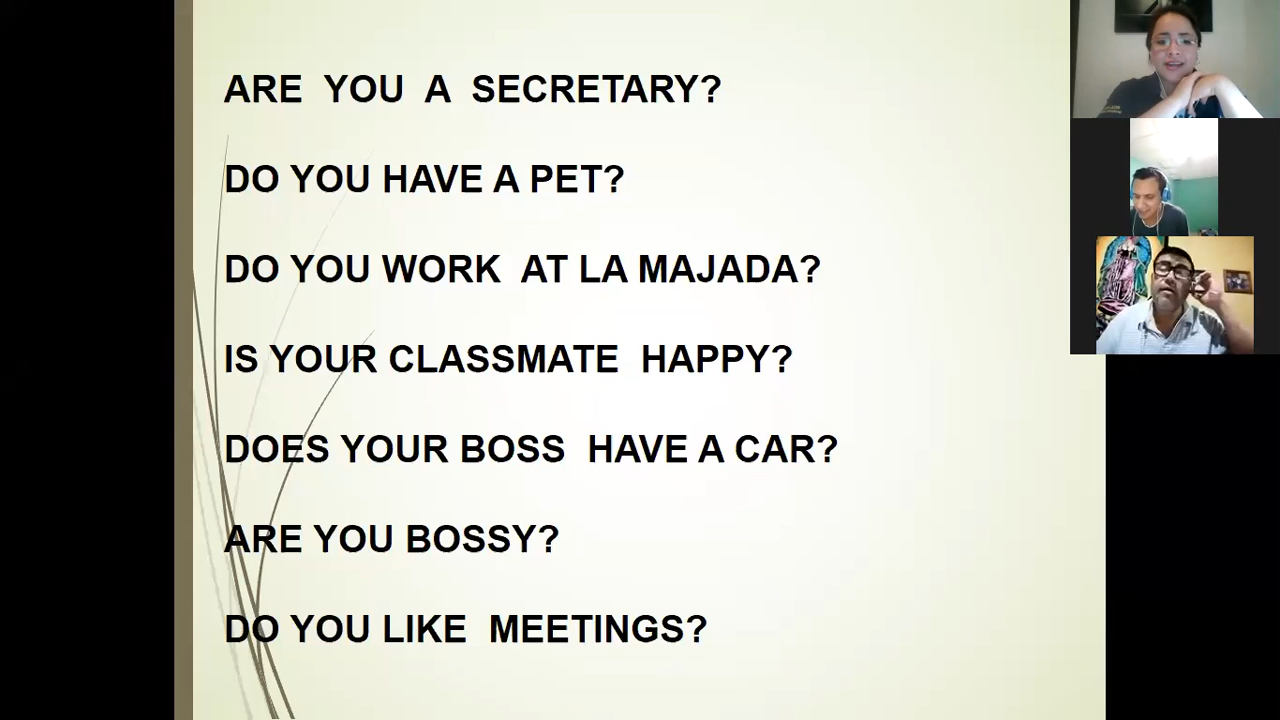 ARE YOU A SECRETARY?
DO YOU HAVE A PET?
DO YOU WORK AT LA MAJADA?
IS YOUR CLASSMATE HAPPY?
DOES YOUR BOSS HAVE A CAR?
ARE YOU BOSSY?
DO YOU LIKE MEETINGS?